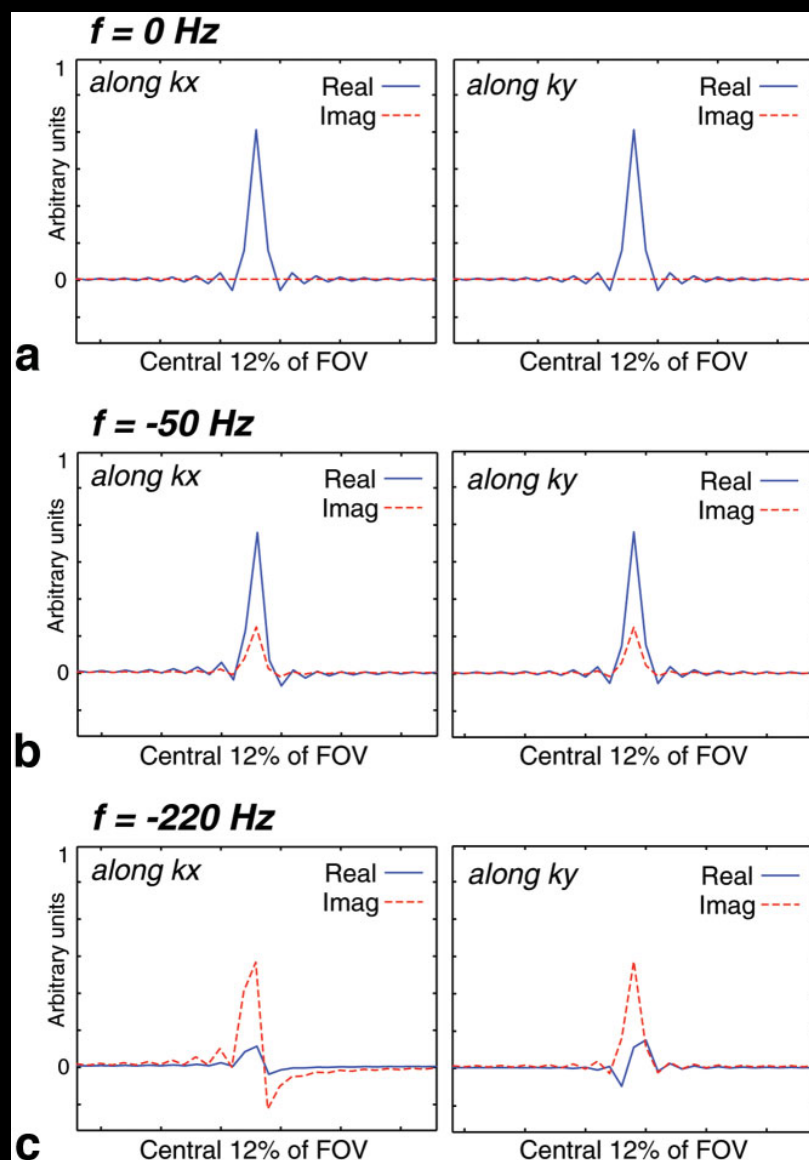 f = 0 Hz
along kx
Real
Imag
along ky
Real
Imag
1
0
Arbitrary units
Central 12% of FOV
Central 12% of FOV
a
f = -50 Hz
along kx
Real
Imag
along ky
Real
Imag
1
0
Arbitrary units
Central 12% of FOV
Central 12% of FOV
b
f = -220 Hz
along kx
Real
Imag
along ky
Real
Imag
1
0
Arbitrary units
Central 12% of FOV
Central 12% of FOV
c